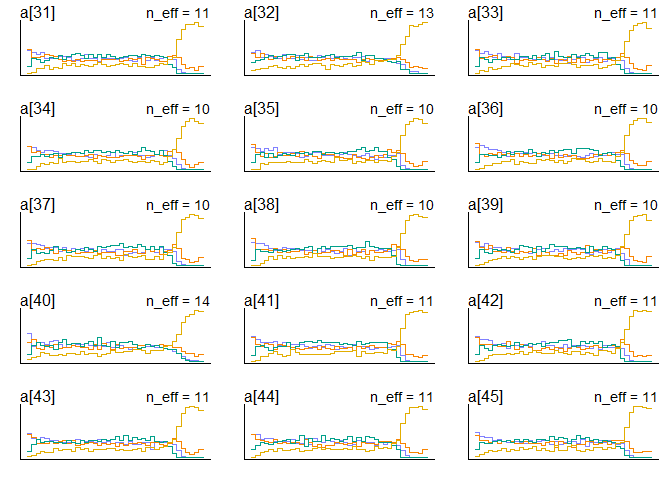 a[31] n_eff = 11 a[32] n_eff = 13 a[33] n_eff = 11
a[34] n_eff = 10 a[35] n_eff = 10 a[36] n_eff = 10
a[37] n_eff = 10 a[38] n_eff = 10 a[39] n_eff = 10
a[40] n_eff = 14 a[41] n_eff = 11 a[42] n_eff = 11
a[43] n_eff = 11 a[44] n_eff = 11 a[45] n_eff = 11